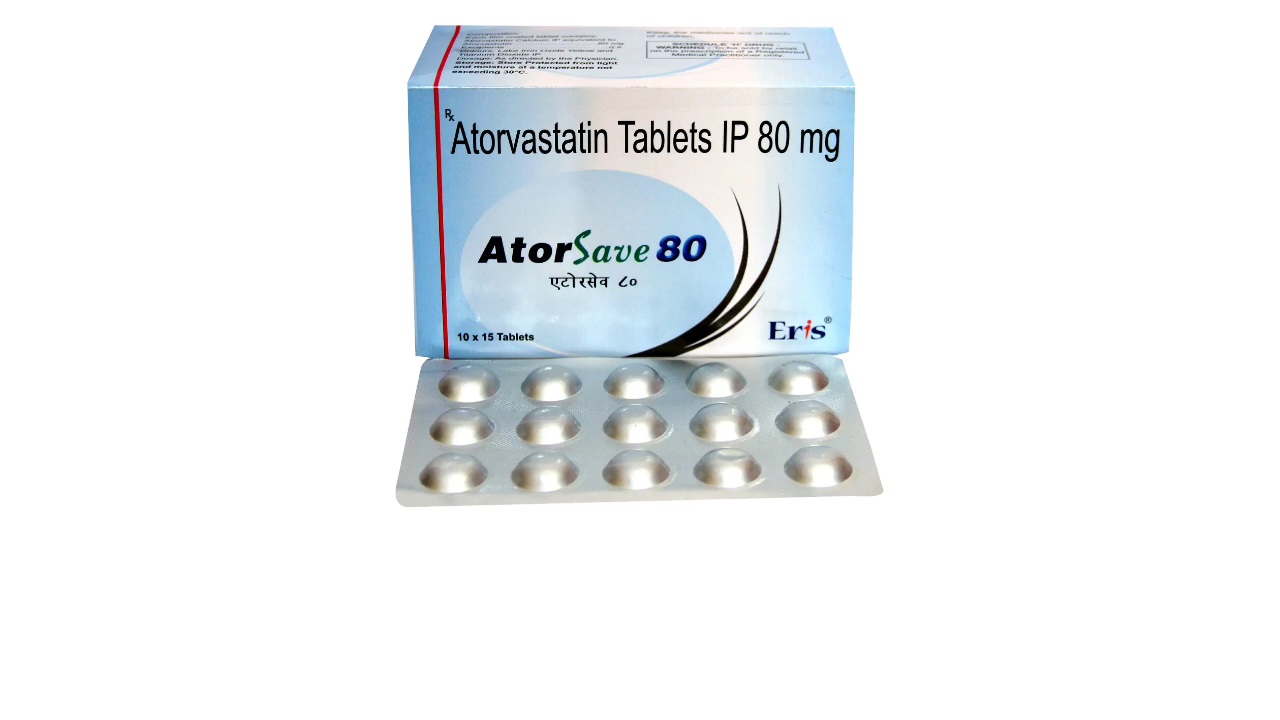 Composition:
Each film coated tablet contains:
Atorvastatin Calcium IP equivalent to
Atorvastatin.....................80 mg
Excipients.......................q.s
Colours: Lake Iron Oxide Yellow and
Titanium Dioxide IP
Dosage: As directed by the Physician.
Storage: Store Protected from light
and moisture at a temperature not
exceeding 30°C.
Keep the medicine out of reach
of children.
SCHEDULE 'H' DRUG
WARNING : To be sold by retail
on the prescription of a Registered
Medical Practitioner only.
Rx
Atorvastatin Tablets IP 80 mg
AtorSave 80
एटोरसेव ८०
10 x 15 Tablets
Eris®